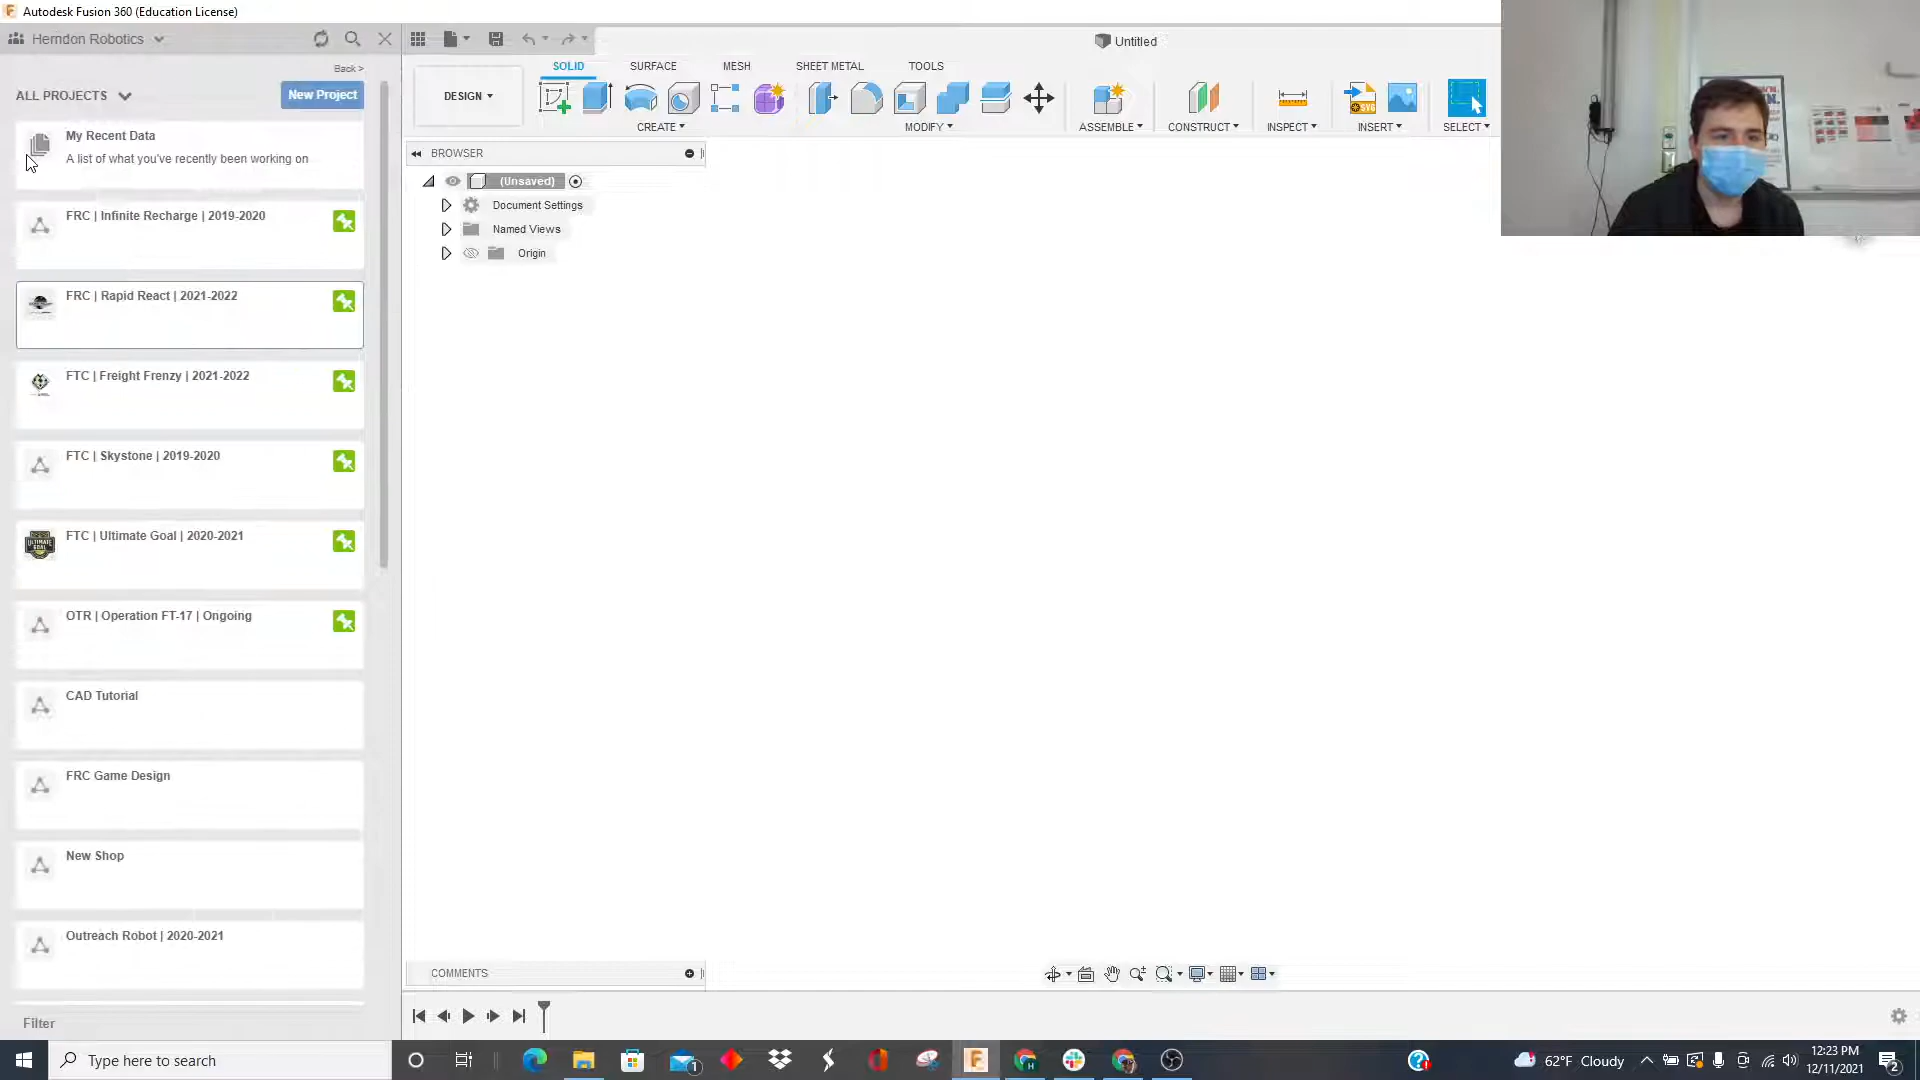 Autodesk Fusion 360 (Education License)
Herndon Robotics
Untitled
Back >
ALL PROJECTS
New Project
SOLID
SURFACE
MESH
SHEET METAL
TOOLS
DESIGN
CREATE
MODIFY
ASSEMBLE
CONSTRUCT
INSPECT
INSERT
SELECT
SVG
BROWSER
(Unsaved)
Document Settings
Named Views
Origin
My Recent Data
A list of what you've recently been working on
FRC | Infinite Recharge | 2019-2020
FRC | Rapid React | 2021-2022
FTC | Freight Frenzy | 2021-2022
FTC | Skystone | 2019-2020
FTC | Ultimate Goal | 2020-2021
ULTIMATE
GOAL
OTR | Operation FT-17 | Ongoing
CAD Tutorial
FRC Game Design
New Shop
Outreach Robot | 2020-2021
COMMENTS
Filter
Type here to search
62°F Cloudy
12:23 PM
12/11/2021